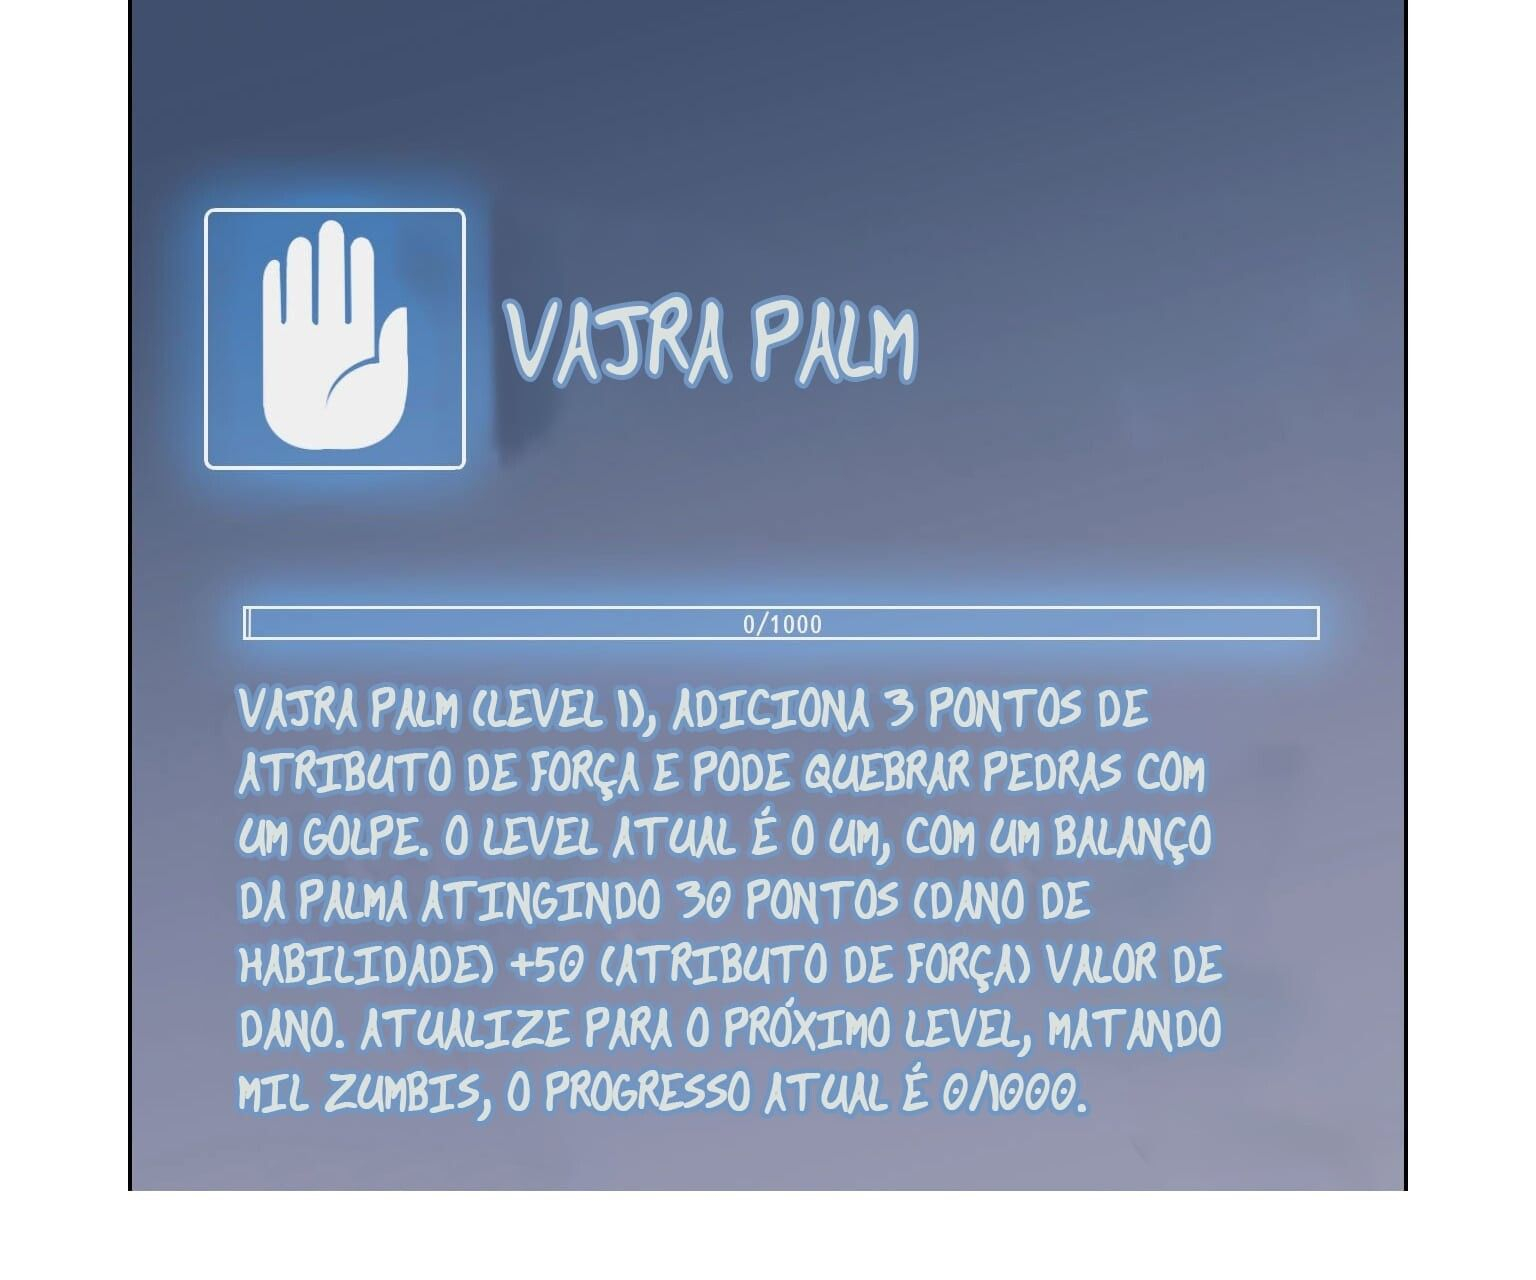 VAJRA PALM
0/1000
VAJRA PALM (LEVEL 1), ADICIONA 3 PONTOS DE
ATRIBUTO DE FORÇA E PODE QUEBRAR PEDRAS COM
UM GOLPE. O LEVEL ATUAL É O UM, COM UM BALANÇO
DA PALMA ATINGINDO 30 PONTOS (DANO DE
HABILIDADE) +50 (ATRIBUTO DE FORÇA) VALOR DE
DANO. ATUALIZE PARA O PRÓXIMO LEVEL, MATANDO
MIL ZUMBIS, O PROGRESSO ATUAL É 0/1000.